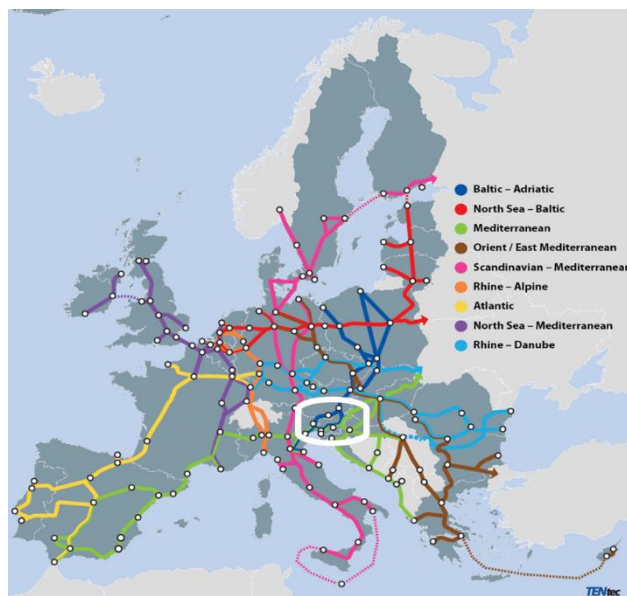 Baltic – Adriatic
North Sea – Baltic
Mediterranean
Orient / East Mediterranean
Scandinavian – Mediterranean
Rhine – Alpine
Atlantic
North Sea – Mediterranean
Rhine – Danube
TENtec